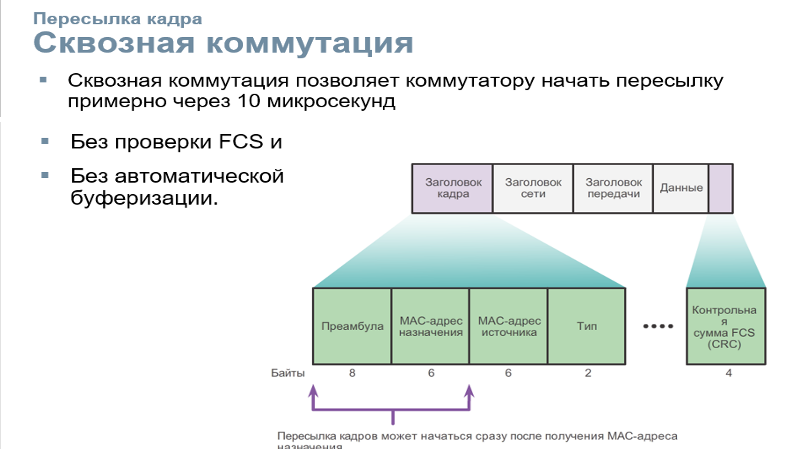 Пересылка кадра
Сквозная коммутация
▪ Сквозная коммутация позволяет коммутатору начать пересылку
примерно через 10 микросекунд
▪ Без проверки FCS и
▪ Без автоматической
буферизации.
Заголовок
кадра
Заголовок
сети
Заголовок
передачи
Данные
Преамбула
MAC-адрес
назначения
MAC-адрес
источника
Тип
Контрольна
я
сумма FCS
(CRC)
Байты 8 6 6 2 4
Пересылка кадров может начаться сразу после получения MAC-адреса
назначения